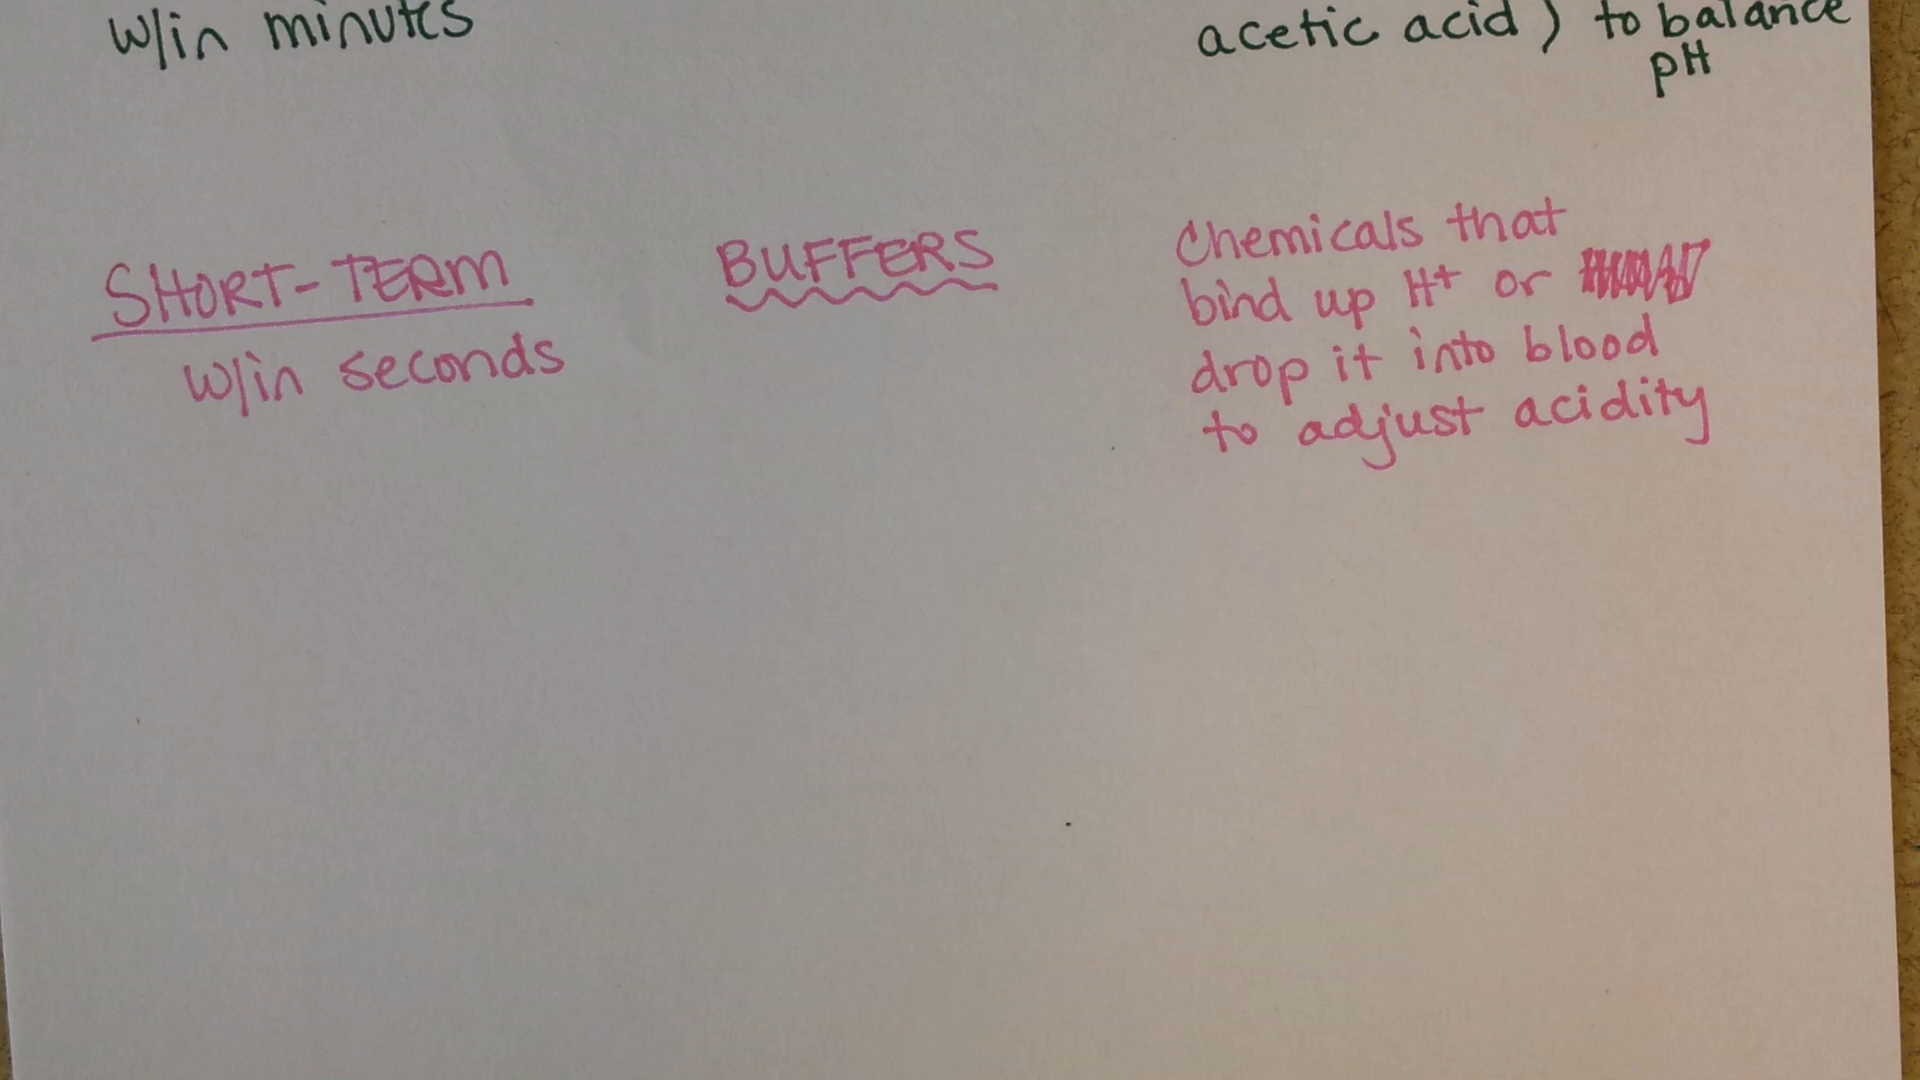 w/in minutes
acetic acid) to balance
pH
SHORT-TERM
w/in seconds
BUFFERS
Chemicals that
bind up H+ or
drop it into blood
to adjust acidity